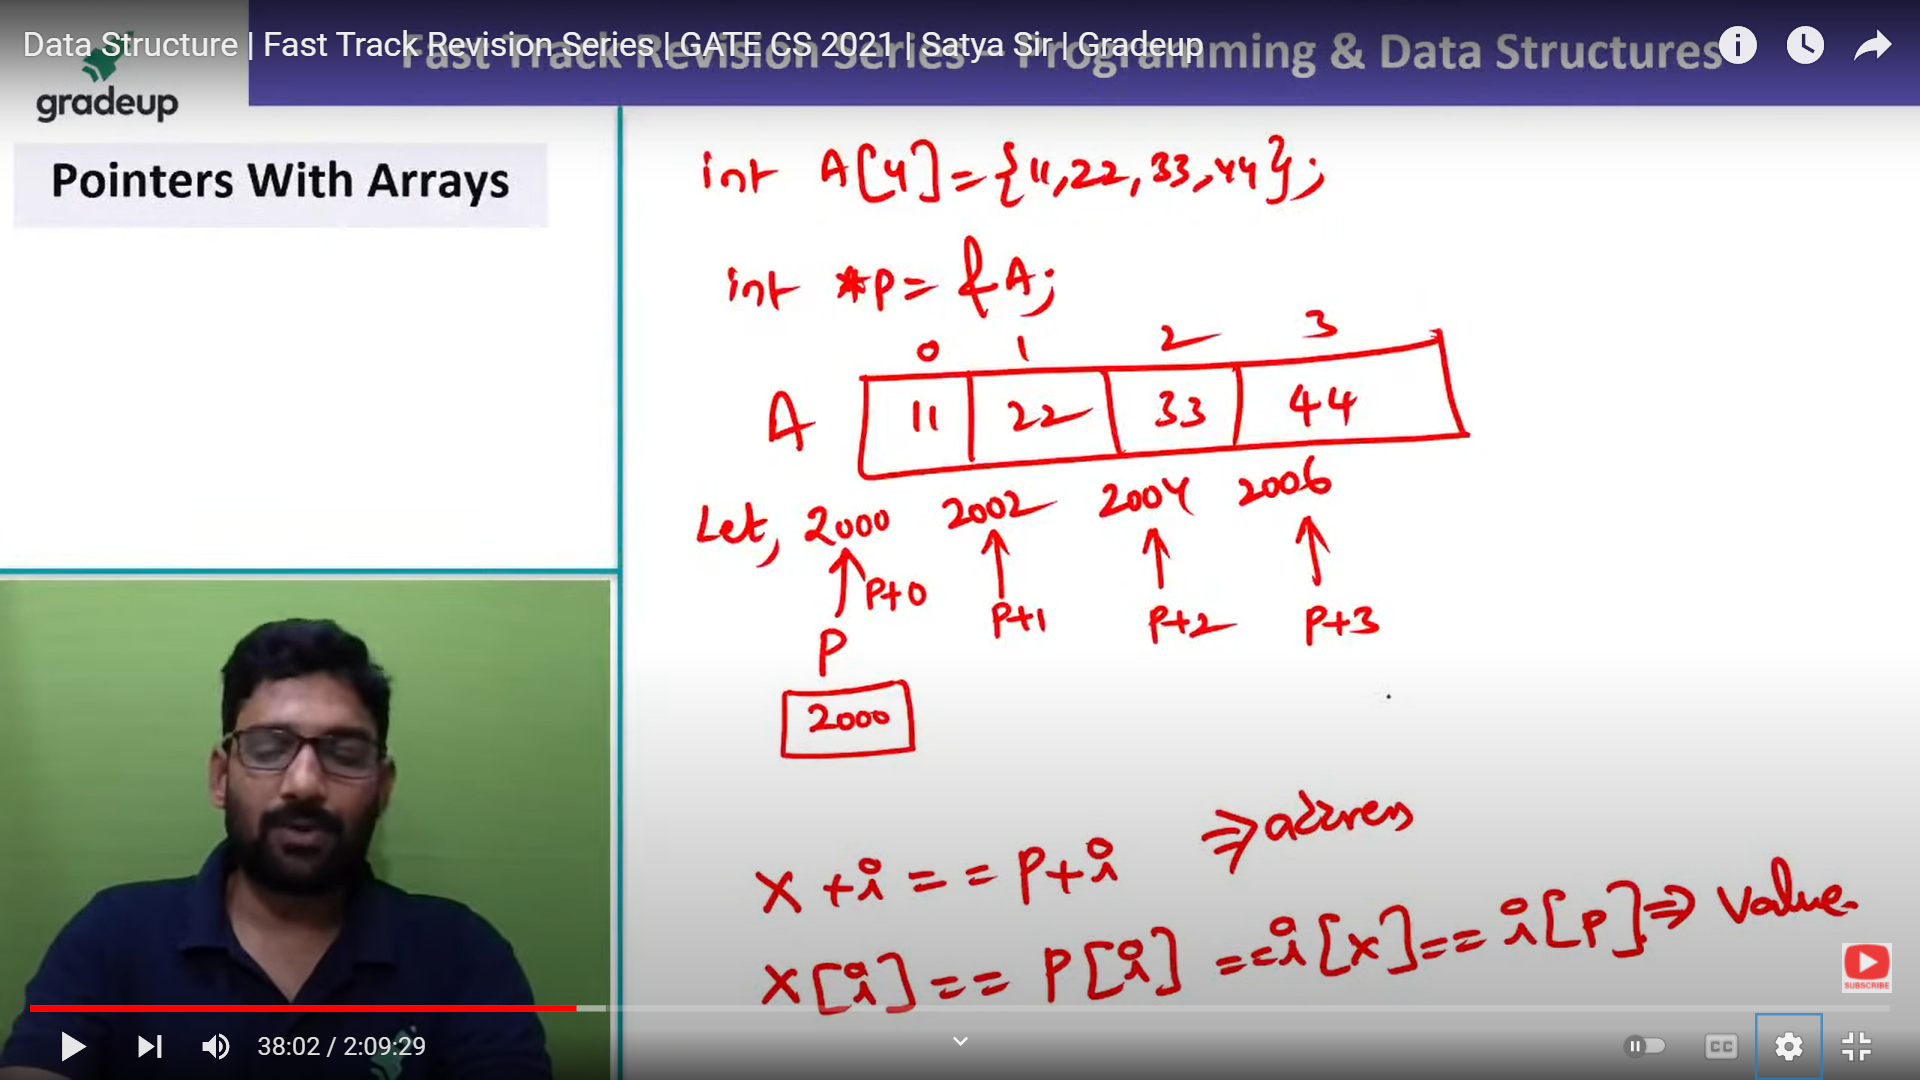 Data Structure | Fast Track Revision Series | GATE CS 2021 | Satya Sir | Gradeup
Fast Track Revision Series - Programming & Data Structures
gradeup
Pointers With Arrays
int A[4]={11,22,33,44};
int *P=&A;
0 1 2 3
A 11 22 33 44
Let, 2000 2002 2004 2006
P+0 P+1 P+2 P+3
P
2000
x+i==P+i ⇒address
x[i]==P[i]==i[x]==i[P]⇒value.
SUBSCRIBE
38:02 / 2:09:29
CC